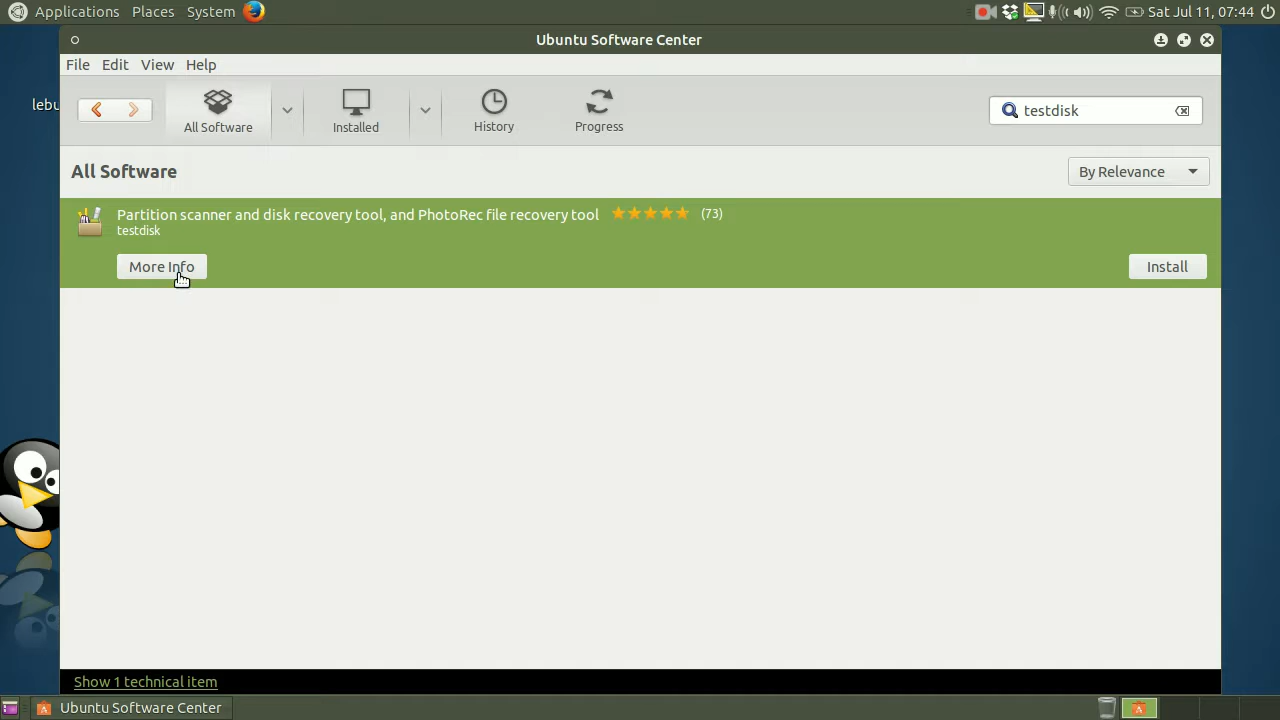 Applications Places System Sat Jul 11, 07:44
lebu
Ubuntu Software Center
File Edit View Help
All Software Installed History Progress testdisk
All Software By Relevance
Partition scanner and disk recovery tool, and PhotoRec file recovery tool (73)
testdisk
More Info Install
Show 1 technical item
Ubuntu Software Center